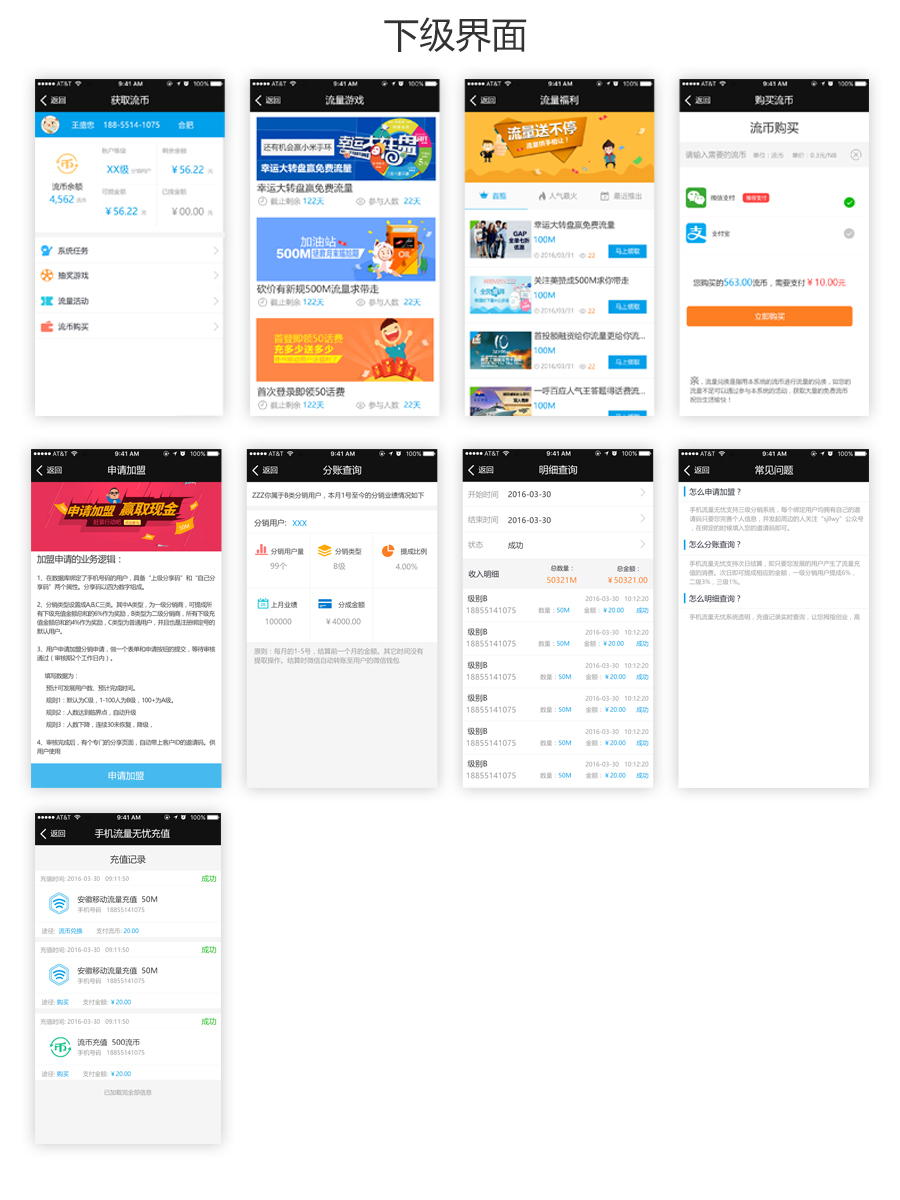 下级界面
●●●●● AT&T 9:41 AM 100%
返回 获取流币
188-5514-1075 合肥
流币余额
4,562 流币
XX级 分销用户
¥ 56.22 元
¥ 56.22 元
¥ 00.00 元
系统任务
抽奖游戏
流量活动
流币购买
●●●●● AT&T 9:41 AM 100%
返回 流量游戏
还有机会赢小米手环
幸运大转盘赢免费流量
幸运大转盘
幸运大转盘赢免费流量
截止剩余 122天 参与人数 22天
加油站
500M
砍价有新规500M流量求带走
截止剩余 122天 参与人数 22天
首登即领50话费
充多少送多少
首次登录即领50话费
截止剩余 122天 参与人数 22天
●●●●● AT&T 9:41 AM 100%
返回 流量福利
流量送不停
流量供手相让！
首推 人气最火 最近推出
GAP
全单七折
优惠
幸运大转盘赢免费流量
100M
2016/03/31 22 马上领取
关注美赞成500M求你带走
100M
2016/03/31 22 马上领取
首投额融资给你流量更给你流...
100M
2016/03/31 22 马上领取
一呼百应人气王答题得话费流...
100M
●●●●● AT&T 9:41 AM 100%
返回 购买流币
流币购买
请输入需要的流币 单位：流币 单价：0.3元/NB
微信支付 推荐支付
支付宝
您购买的563.00流币，需要支付 ¥ 10.00元
立即购买
亲，流量兑换是指用本系统的流币进行流量的兑换，如您的
流量不足可以通过参与本系统的活动，获取大量的免费流币
祝您生活愉快！
●●●●● AT&T 9:41 AM 100%
返回 申请加盟
申请加盟 赢取现金
赶紧行动吧
50M
加盟申请的业务逻辑：
1、在数据库绑定了手机号码的用户，具备“上级分享码”和“自己分
享码”两个属性。分享码以四为数字组成。
2、分销类型设置成A,B,C三类。其中A类型，为一级分销商，可提成所
有下级充值金额总和的6%作为奖励，B类型为二级分销商，所有下级充
值金额总和的4%作为奖励，C类型为普通用户，并且也是注册绑定号的
默认用户。
3、用户申请加盟分销申请，做一个表单和申请按钮的提交，等待审核
通过（审核期2个工作日内）。
填写数据为：
预计可发展用户数、预计完成时间。
规则1：默认为C级，1-100人为B级，100+为A级。
规则2：人数达到临界点，自动升级
规则3：人数下降，连续30未恢复，降级，
4、审核完成后，有个专门的分享页面，自动带上客户ID的邀请码。供
用户使用
申请加盟
●●●●● AT&T 9:41 AM 100%
返回 分账查询
ZZZ你属于B类分销用户，本月1号至今的分销业绩情况如下
分销用户： XXX
分销用户量 分销类型 提成比例
99个 B级 4.00%
上月业绩 分成金额
100000 ¥ 4000.00
原则：每月的1-5号，结算前一个月的金额。其它时间没有
提取操作。结算时微信自动转账至用户的微信钱包
●●●●● AT&T 9:41 AM 100%
返回 明细查询
开始时间 2016-03-30
结束时间 2016-03-30
状态 成功
收入明细 总数量： 50321M 总金额： ¥ 50321.00
级别B 2016-03-30 10:12:20
18855141075 数量：50M 金额：¥ 20.00 成功
级别B 2016-03-30 10:12:20
18855141075 数量：50M 金额：¥ 20.00 成功
级别B 2016-03-30 10:12:20
18855141075 数量：50M 金额：¥ 20.00 成功
级别B 2016-03-30 10:12:20
18855141075 数量：50M 金额：¥ 20.00 成功
级别B 2016-03-30 10:12:20
18855141075 数量：50M 金额：¥ 20.00 成功
级别B 2016-03-30 10:12:20
18855141075 数量：50M 金额：¥ 20.00 成功
●●●●● AT&T 9:41 AM 100%
返回 常见问题
怎么申请加盟？
手机流量无忧支持三级分销系统，每个绑定用户均拥有自己的邀
请码只要您完善个人信息，并发起周边的人关注“sjllwy”公众号
，在绑定的时候填入您的邀请码即可。
怎么分账查询？
手机流量无忧支持次日结算，即只要您发展的用户产生了流量充
值的消费。次日即可提成相应的金额，一级分销用户提成6%，
二级3%，三级1%。
怎么明细查询？
手机流量无忧系统透明，充值记录实时查询，让您拇指创业，高
●●●●● AT&T 9:41 AM 100%
返回 手机流量无忧充值
充值记录
充值时间: 2016-03-30 09:11:50 成功
安徽移动流量充值 50M
手机号码 18855141075
途径: 流币兑换 支付流币: 20.00
充值时间: 2016-03-30 09:11:50 成功
安徽移动流量充值 50M
手机号码 18855141075
途径: 购买 支付金额: ¥ 20.00
充值时间: 2016-03-30 09:11:50 成功
流币充值 500流币
手机号码 18855141075
途径: 购买 支付金额: ¥ 20.00
已加载完全部信息